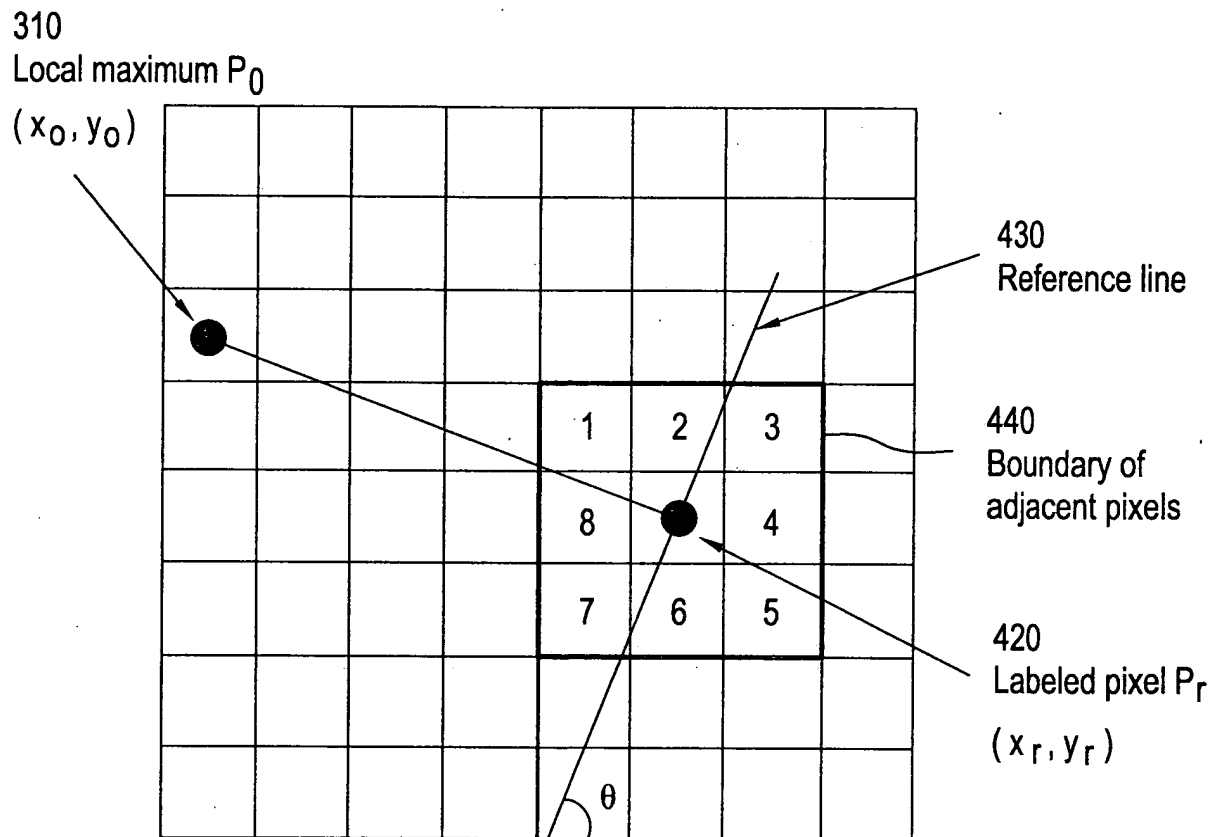 310
Local maximum P0
(x0, y0)
430
Reference line
1 2 3
440
Boundary of
adjacent pixels
8 4
7 6 5
420
Labeled pixel Pr
(xr, yr)
θ